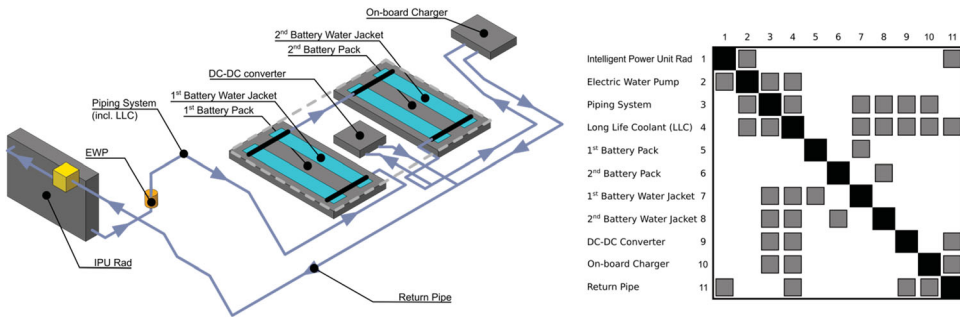 On-board Charger
2nd Battery Water Jacket
2nd Battery Pack
DC-DC converter
1st Battery Water Jacket
1st Battery Pack
Piping System
(incl. LLC)
EWP
IPU Rad
Return Pipe
1 2 3 4 5 6 7 8 9 10 11
Intelligent Power Unit Rad 1
Electric Water Pump 2
Piping System 3
Long Life Coolant (LLC) 4
1st Battery Pack 5
2nd Battery Pack 6
1st Battery Water Jacket 7
2nd Battery Water Jacket 8
DC-DC Converter 9
On-board Charger 10
Return Pipe 11